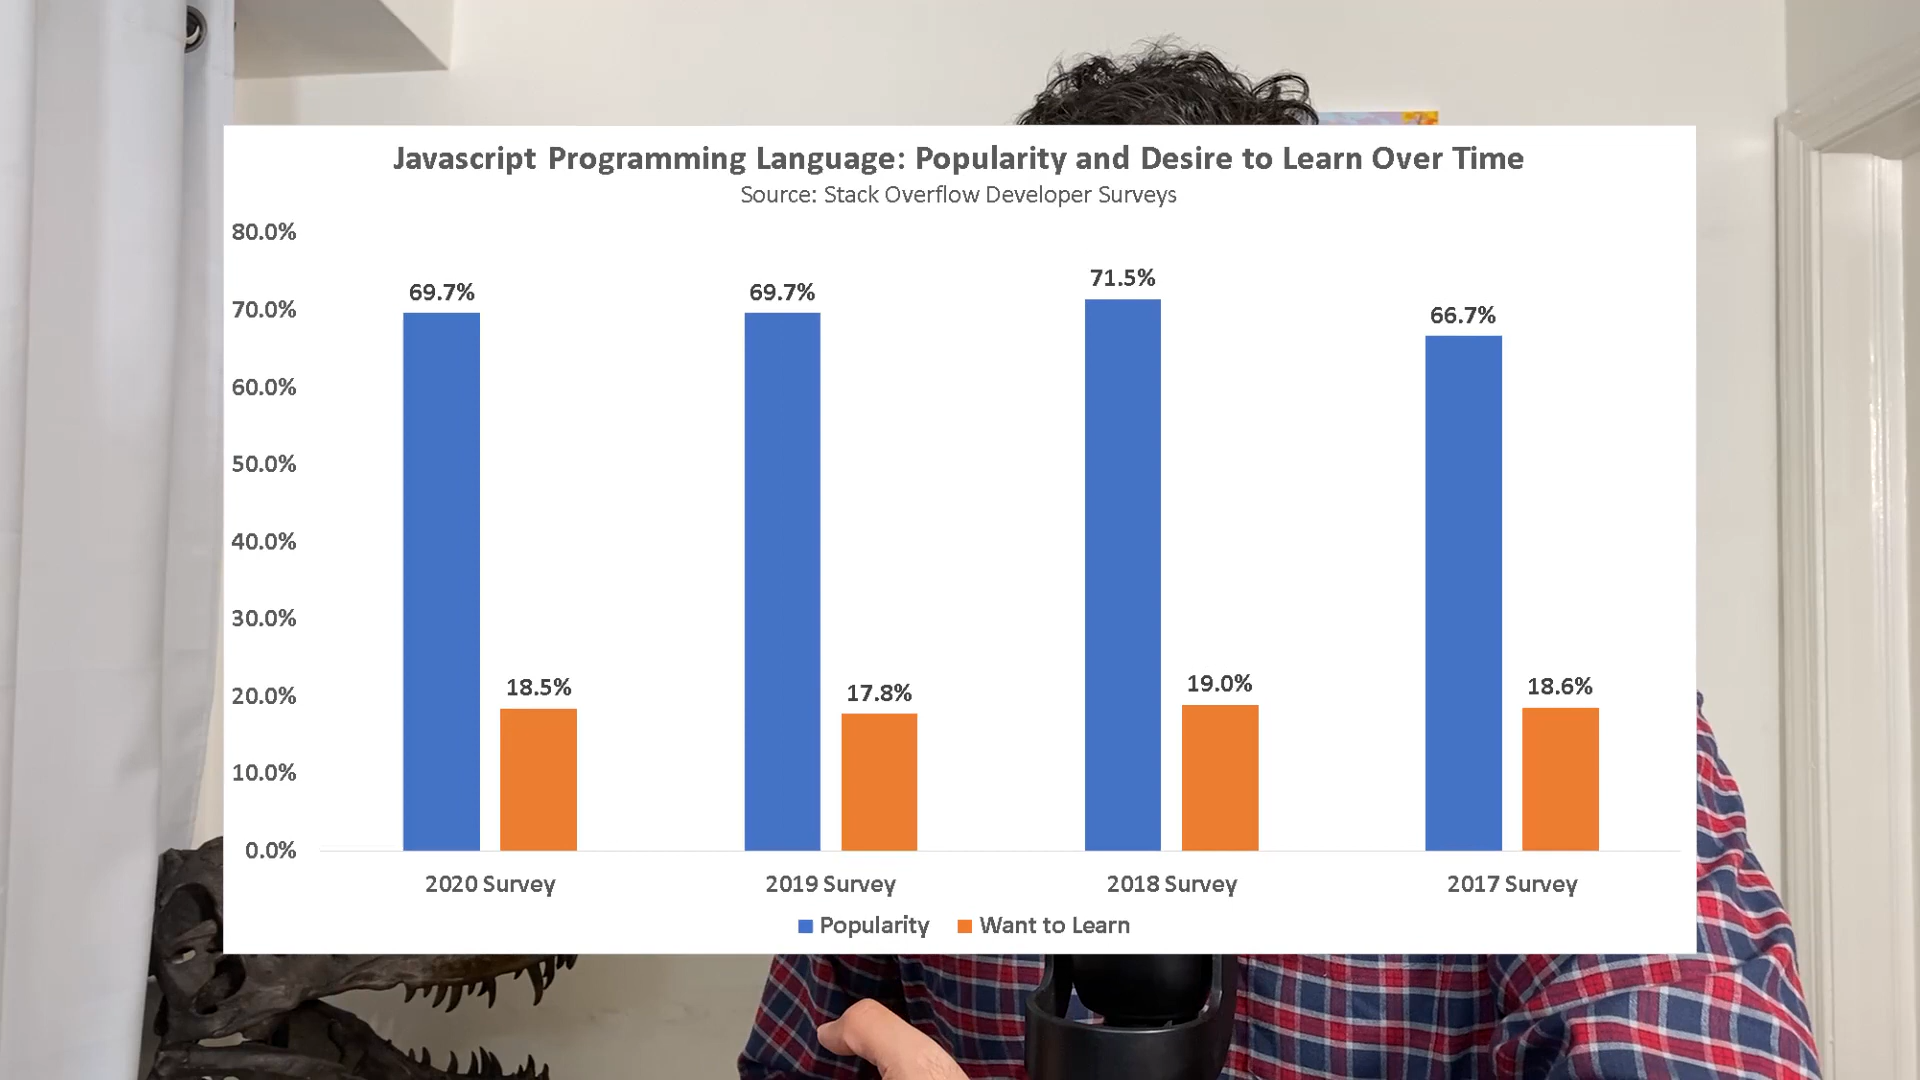 Javascript Programming Language: Popularity and Desire to Learn Over Time
Source: Stack Overflow Developer Surveys
80.0%
70.0%
60.0%
50.0%
40.0%
30.0%
20.0%
10.0%
0.0%
69.7%
18.5%
69.7%
17.8%
71.5%
19.0%
66.7%
18.6%
2020 Survey
2019 Survey
2018 Survey
2017 Survey
Popularity
Want to Learn